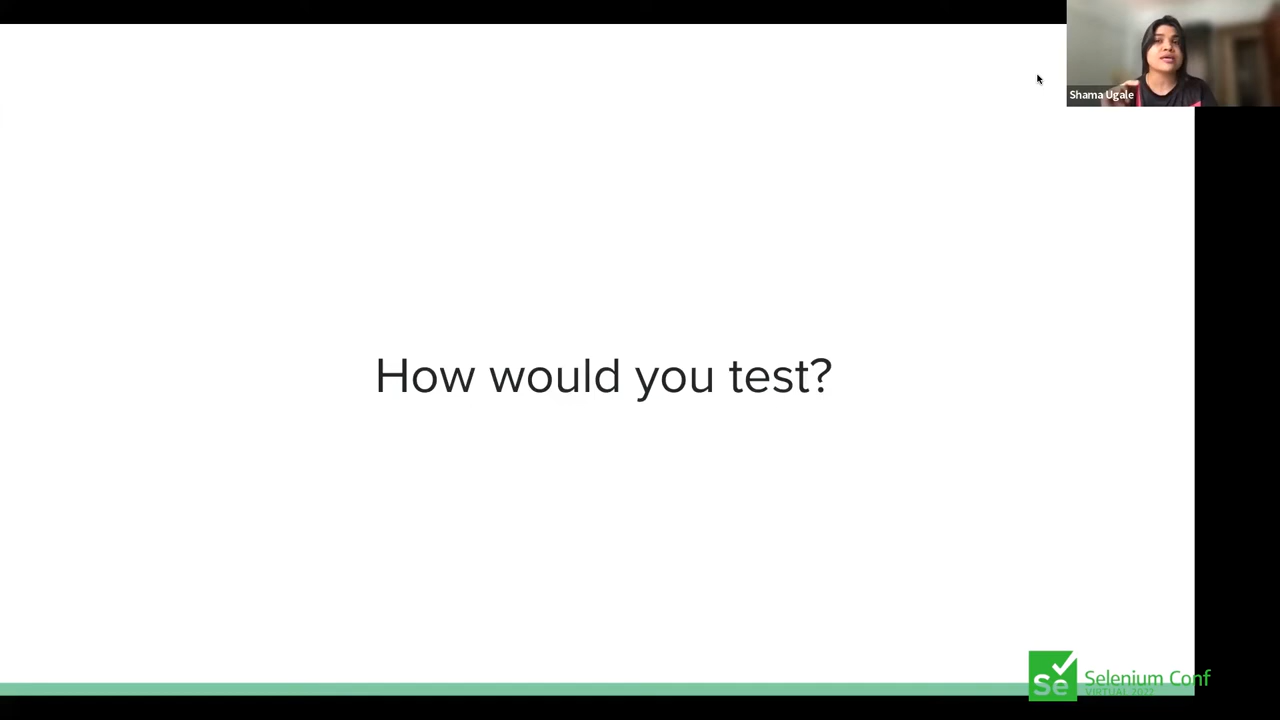 Shama Ugale
How would you test?
Se
Selenium Conf
VIRTUAL 2022